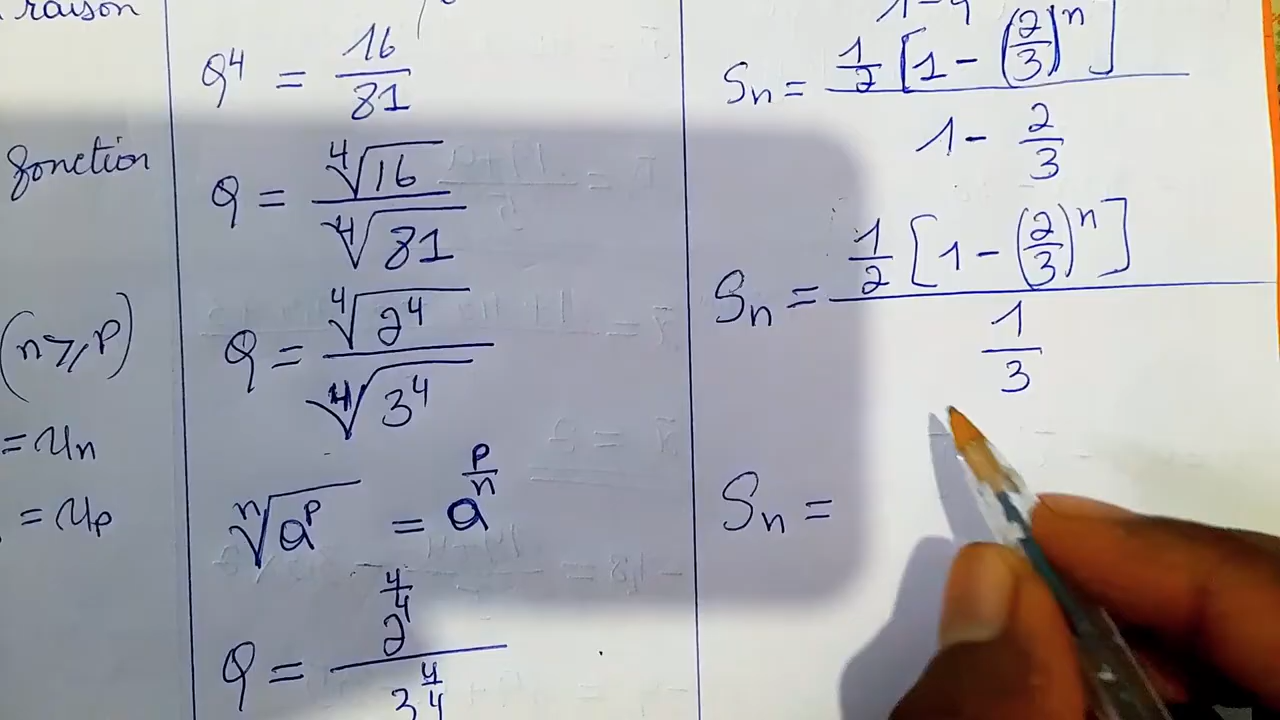 raison
fonction
(n⩾p)
= Un
= Up
Q⁴ = 16/81
Q = ⁴√16 / ⁴√81
Q = ⁴√2⁴ / ⁴√3⁴
ⁿ√aᵖ = a^(p/n)
Q = 2^(4/4) / 3^(4/4)
1-q
Sn = 1/2 [1 - (2/3)ⁿ] / 1 - 2/3
Sn = 1/2 [1 - (2/3)ⁿ] / 1/3
Sn =